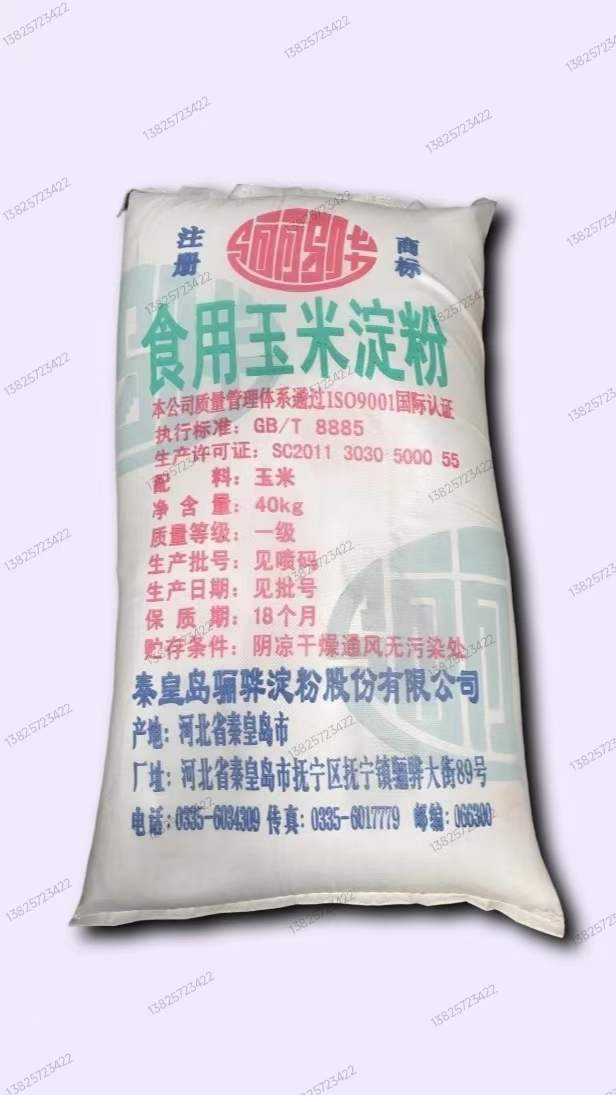 注册
骊骅
商标
食用玉米淀粉
本公司质量管理体系通过ISO9001国际认证
执行标准：GB/T 8885
生产许可证：SC2011 3030 5000 55
配 料：玉米
净含量：40kg
质量等级：一级
生产批号：见喷码
生产日期：见批号
保质期：18个月
贮存条件：阴凉干燥通风无污染处
秦皇岛骊骅淀粉股份有限公司
产地：河北省秦皇岛市
厂址：河北省秦皇岛市抚宁区抚宁镇骊骅大街89号
电话：0335-6034309 传真：0335-6017779 邮编：066300
13825723422